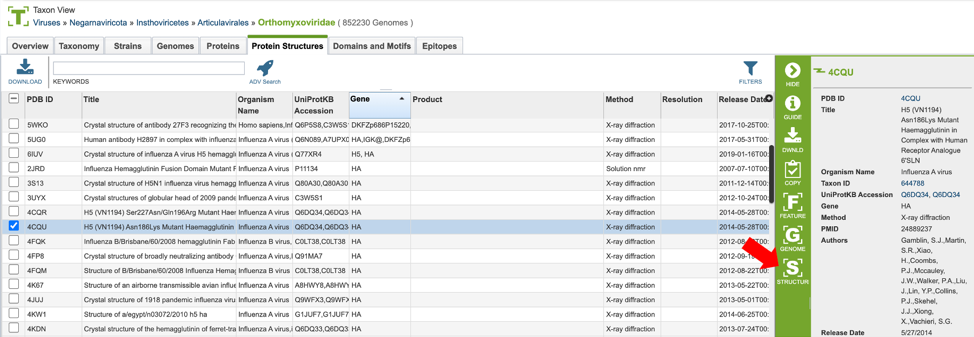 Taxon View
Viruses » Negarnaviricota » Insthoviricetes » Articulavirales » Orthomyxoviridae ( 852230 Genomes )
Overview Taxonomy Strains Genomes Proteins Protein Structures Domains and Motifs Epitopes
DOWNLOAD KEYWORDS ADV Search FILTERS
PDB ID Title Organism Name UniProtKB Accession Gene Product Method Resolution Release Date
5WKO Crystal structure of antibody 27F3 recognizing the Homo sapiens,Inf Q6P5S8,C3W5S1 DKFZp686P15220, X-ray diffraction 2017-10-25T00:
5UG0 Human antibody H2897 in complex with influenza Influenza A virus ( Q6N089,A7UPX0 HA,IGK@,DKFZp6 X-ray diffraction 2017-05-31T00:
6IUV Crystal structure of influenza A virus H5 hemaggl Influenza A virus Q77XR4 H5, HA X-ray diffraction 2019-01-16T00:
2JRD Influenza Hemagglutinin Fusion Domain Mutant F Influenza A virus P11134 HA Solution nmr 2007-07-10T00:
3S13 Crystal structure of H5N1 influenza virus hemagg Influenza A virus Q80A30,Q80A30 HA X-ray diffraction 2011-12-14T00:
3UYX Crystal structures of globular head of 2009 pande Influenza A virus C3W5S1 HA X-ray diffraction 2012-10-24T00:
4CQR H5 (VN1194) Ser227Asn/Gln196Arg Mutant Haer Influenza A virus Q6DQ34,Q6DQ3 HA X-ray diffraction 2014-05-28T00:
4CQU H5 (VN1194) Asn186Lys Mutant Haemagglutinin Influenza A virus Q6DQ34,Q6DQ3 HA X-ray diffraction 2014-05-28T00:
4FQK Influenza B/Brisbane/60/2008 hemagglutinin Fab Influenza B virus C0LT38,C0LT38 HA X-ray diffraction 2012-08-
4FP8 Crystal structure of broadly neutralizing antibody Influenza A virus Q91MA7 HA X-ray diffraction 2012-09-1
4FQM Structure of B/Brisbane/60/2008 Influenza Hemag Influenza B virus C0LT38,C0LT38 HA X-ray diffraction 2012-08-22T00:
4K67 Structure of an airborne transmissible avian influe Influenza A virus A8HWY8,A8HWY HA X-ray diffraction 2013-05-22T00:
4JUJ Crystal structure of 1918 pandemic influenza virus Influenza A virus Q9WFX3,Q9WFX HA X-ray diffraction 2013-05-01T00:
4KW1 Structure of a/egypt/n03072/2010 h5 ha Influenza A virus G1JUF7,G1JUF7 HA X-ray diffraction 2014-06-25T00:
4KDN Crystal structure of the hemagglutinin of ferret-tra Influenza A virus Q6DQ33,Q6DQ3 HA X-ray diffraction 2013-07-24T00:
HIDE
GUIDE
DWNLD
COPY
F
FEATURE
G
GENOME
S
STRUCTUR
4CQU
PDB ID 4CQU
Title H5 (VN1194)
Asn186Lys Mutant
Haemagglutinin in
Complex with Human
Receptor Analogue
6'SLN
Organism Name Influenza A virus
Taxon ID 644788
UniProtKB Accession Q6DQ34, Q6DQ34
Gene HA
Method X-ray diffraction
PMID 24889237
Authors Gamblin, S.J.,Martin,
S.R.,Xiao,
H.,Coombs,
P.J.,Mccauley,
J.W.,Walker, P.A.,Liu,
J.,Lin, Y.P.,Collins,
P.J.,Skehel,
J.J.,Xiong,
X.,Vachieri, S.G.
Release Date 5/27/2014